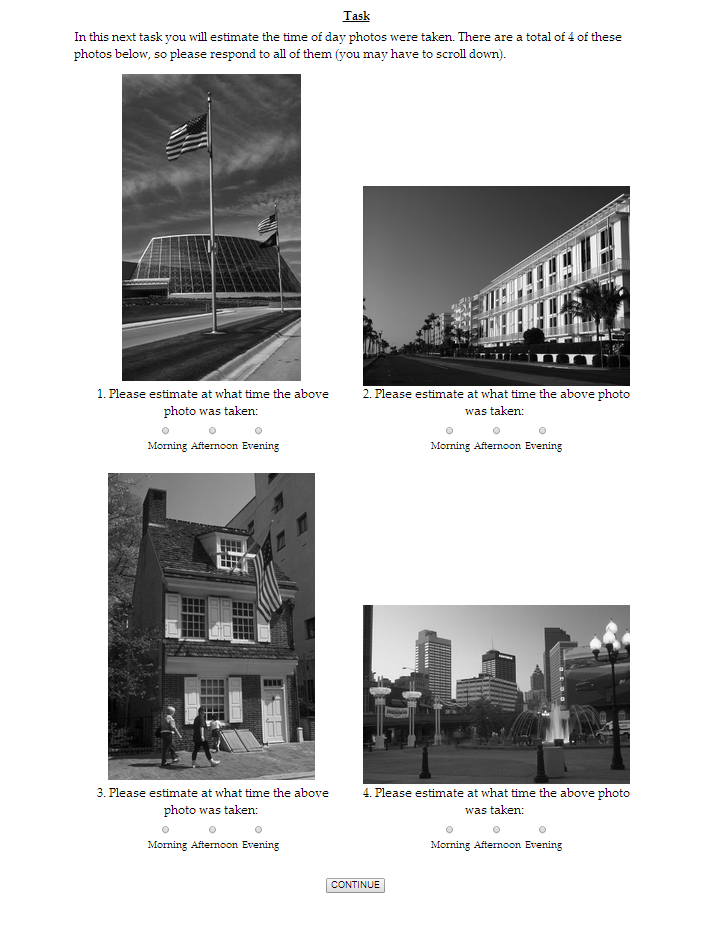 Task
In this next task you will estimate the time of day photos were taken. There are a total of 4 of these
photos below, so please respond to all of them (you may have to scroll down).
1. Please estimate at what time the above
photo was taken:
Morning Afternoon Evening
2. Please estimate at what time the above photo
was taken:
Morning Afternoon Evening
3. Please estimate at what time the above
photo was taken:
Morning Afternoon Evening
4. Please estimate at what time the above photo
was taken:
Morning Afternoon Evening
CONTINUE